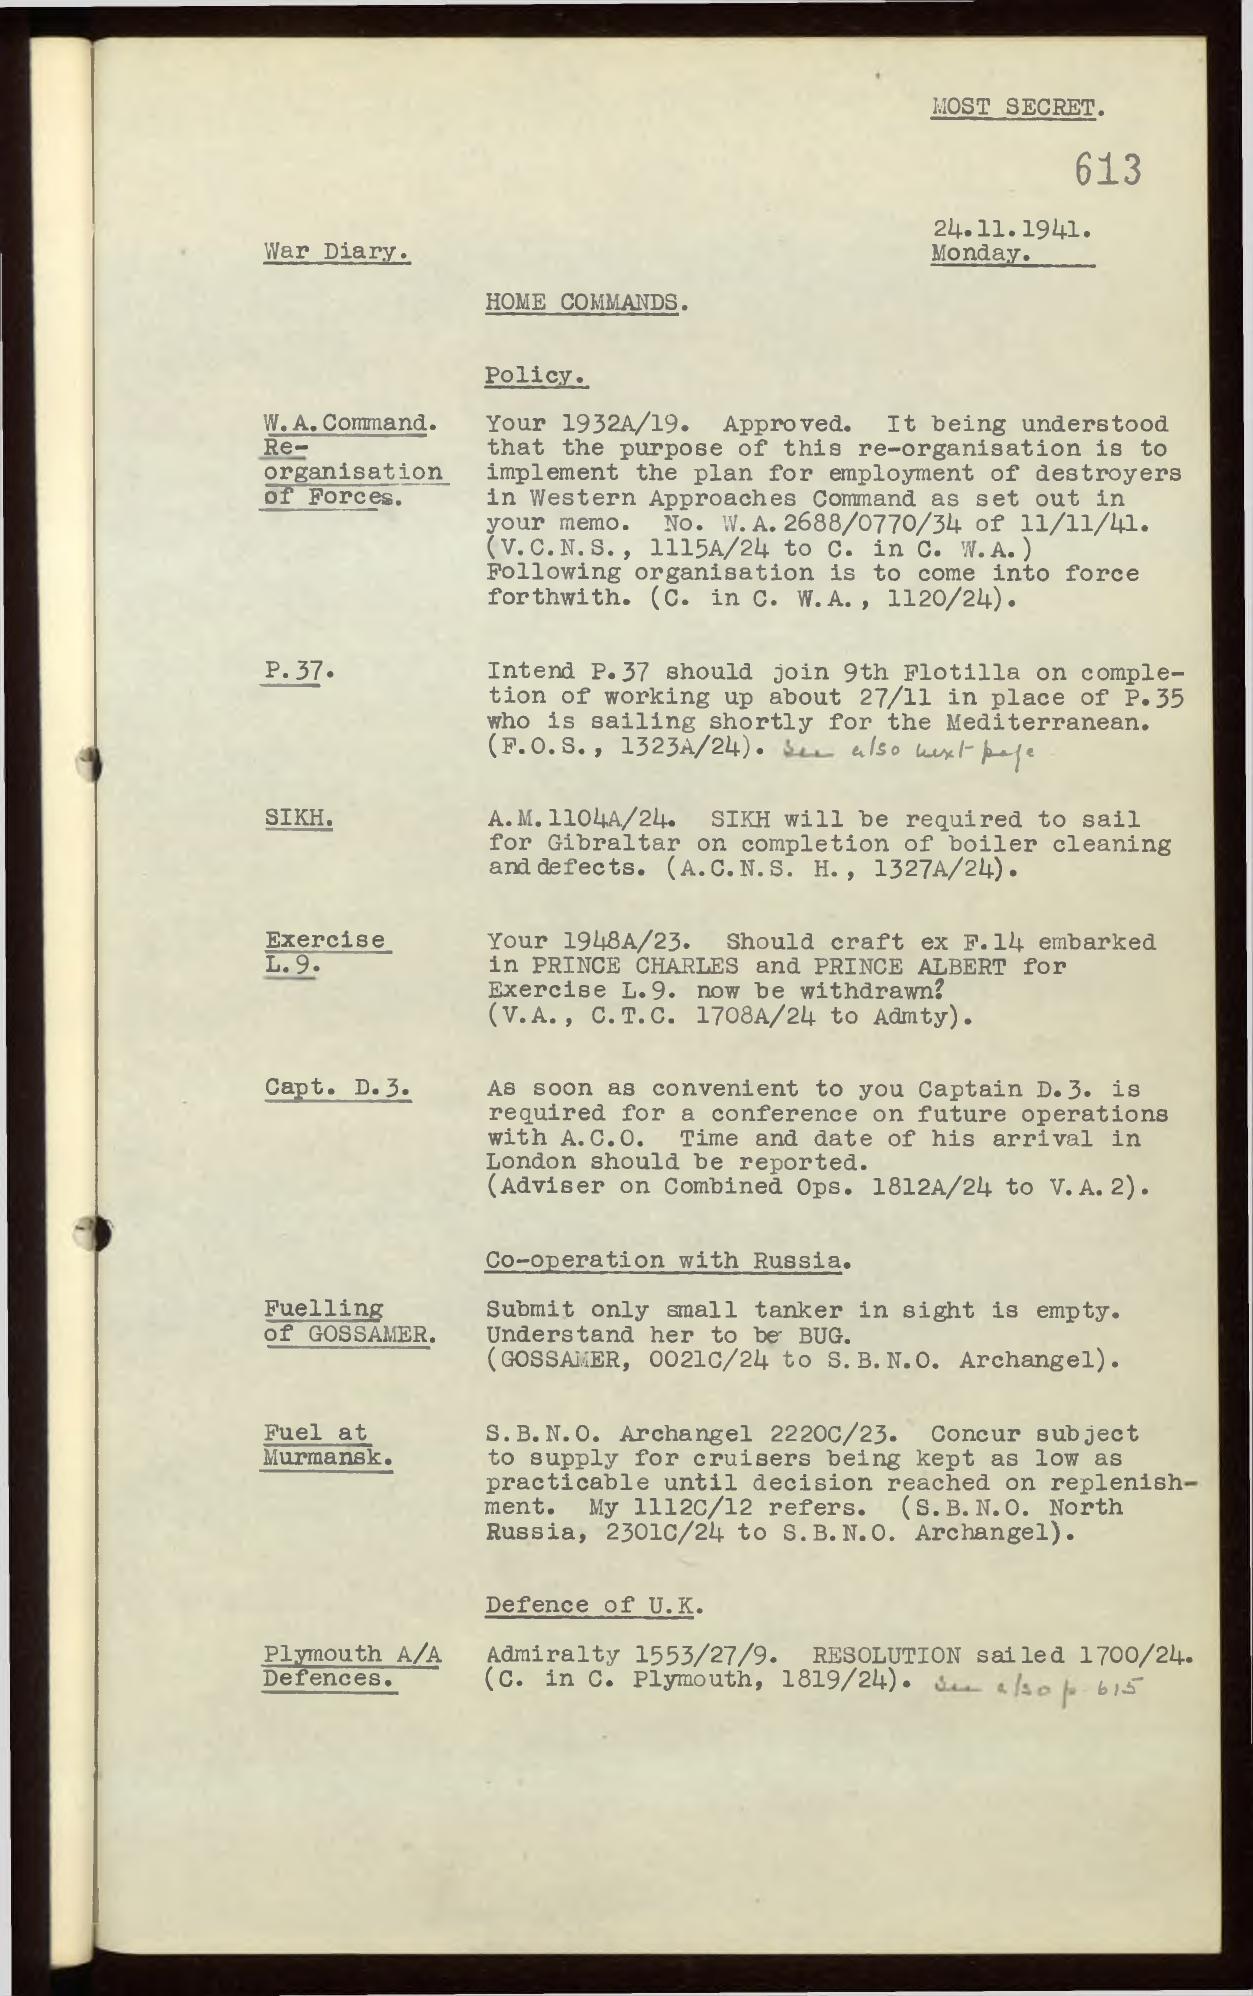 MOST SECRET.
613
24.11.1941.
War Diary.
Monday.
HOME COMMANDS.
Policy.
W.A.Command.
Re-
organisation
of Forces.
Your 1932A/19. Approved. It being understood
that the purpose of this re-organisation is to
implement the plan for employment of destroyers
in Western Approaches Command as set out in
your memo. No. W.A.2688/0770/34 of 11/11/41.
(V.C.N.S., 1115A/24 to C. in C. W.A.)
Following organisation is to come into force
forthwith. (C. in C. W.A., 1120/24).
P.37.
Intend P.37 should join 9th Flotilla on comple-
tion of working up about 27/11 in place of P.35
who is sailing shortly for the Mediterranean.
(F.O.S., 1323A/24). See also next page
SIKH.
A.M.1104A/24. SIKH will be required to sail
for Gibraltar on completion of boiler cleaning
and defects. (A.C.N.S. H., 1327A/24).
Exercise
L.9.
Your 1948A/23. Should craft ex F.14 embarked
in PRINCE CHARLES and PRINCE ALBERT for
Exercise L.9. now be withdrawn?
(V.A., C.T.C. 1708A/24 to Admty).
Capt. D.3.
As soon as convenient to you Captain D.3. is
required for a conference on future operations
with A.C.O. Time and date of his arrival in
London should be reported.
(Adviser on Combined Ops. 1812A/24 to V.A.2).
Co-operation with Russia.
Fuelling
of GOSSAMER.
Submit only small tanker in sight is empty.
Understand her to be BUG.
(GOSSAMER, 0021C/24 to S.B.N.O. Archangel).
Fuel at
Murmansk.
S.B.N.O. Archangel 2220C/23. Concur subject
to supply for cruisers being kept as low as
practicable until decision reached on replenish-
ment. My 1112C/12 refers. (S.B.N.O. North
Russia, 2301C/24 to S.B.N.O. Archangel).
Defence of U.K.
Plymouth A/A
Defences.
Admiralty 1553/27/9. RESOLUTION sailed 1700/24.
(C. in C. Plymouth, 1819/24). See also p 615